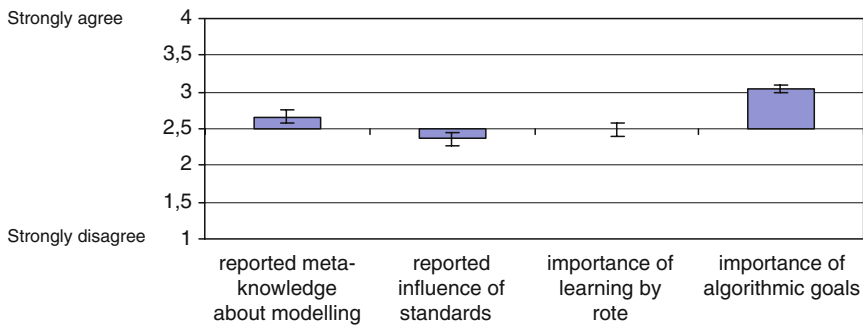 Strongly agree
4
3,5
3
2,5
2
1,5
Strongly disagree
1
reported meta-
knowledge
about modelling
reported
influence of
standards
importance of
learning by
rote
importance of
algorithmic goals